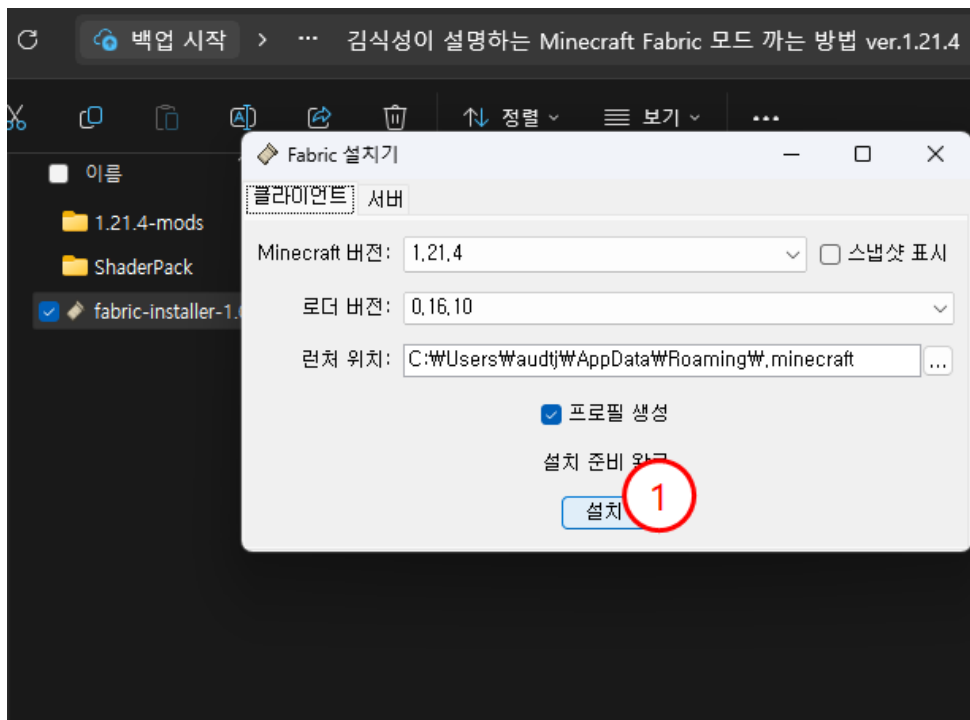 백업 시작 > ··· 김식성이 설명하는 Minecraft Fabric 모드 까는 방법 ver.1.21.4
정렬 보기 ···
이름
1.21.4-mods
ShaderPack
fabric-installer-1.
Fabric 설치기
클라이언트 서버
Minecraft 버전: 1.21.4 스냅샷 표시
로더 버전: 0.16.10
런처 위치: C:₩Users₩audtj₩AppData₩Roaming₩.minecraft ...
프로필 생성
설치 준비
설치 1